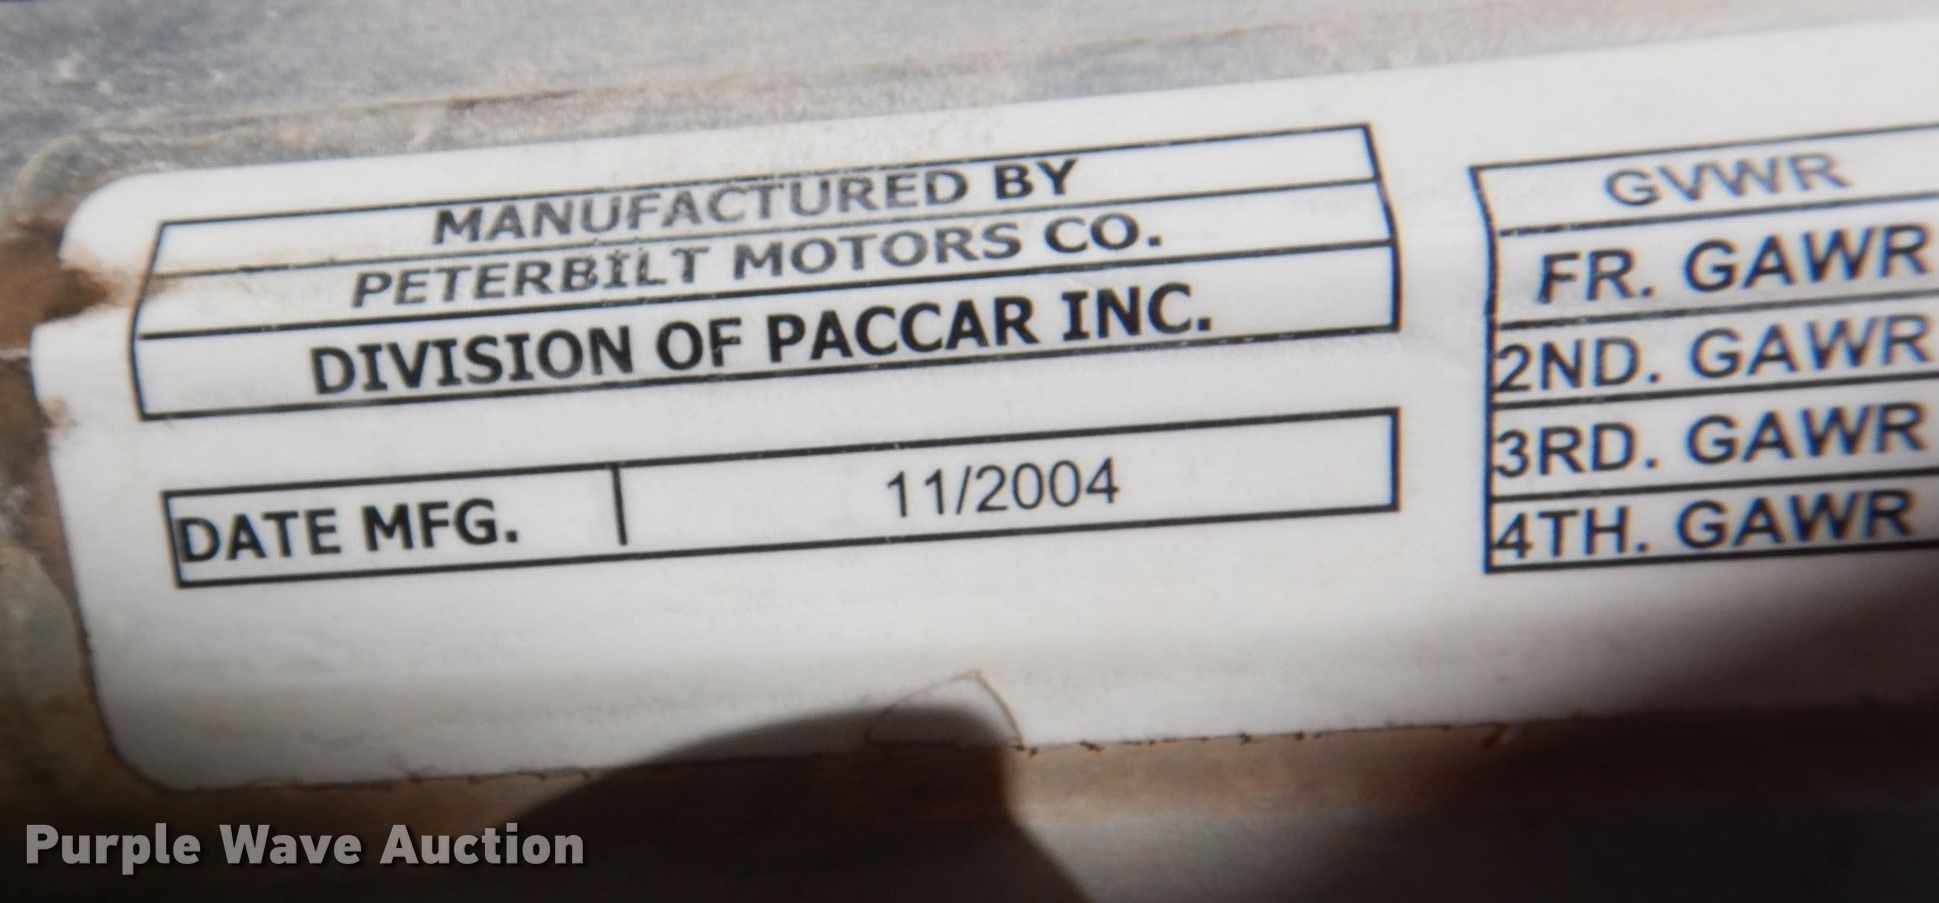 MANUFACTURED BY
PETERBILT MOTORS CO.
DIVISION OF PACCAR INC.
DATE MFG. 11/2004
GVWR
FR. GAWR
2ND. GAWR
3RD. GAWR
4TH. GAWR
Purple Wave Auction